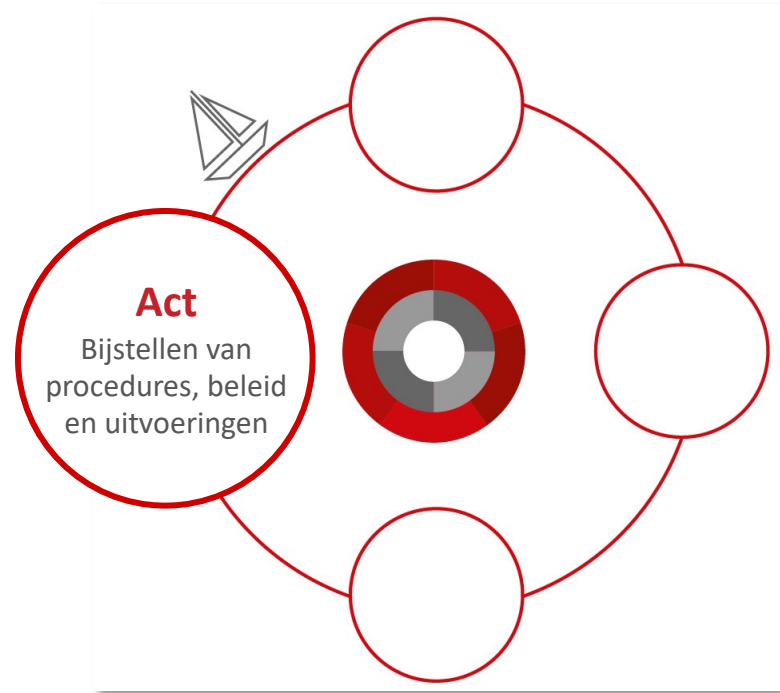 Act
Bijstellen van
procedures, beleid
en uitvoeringen